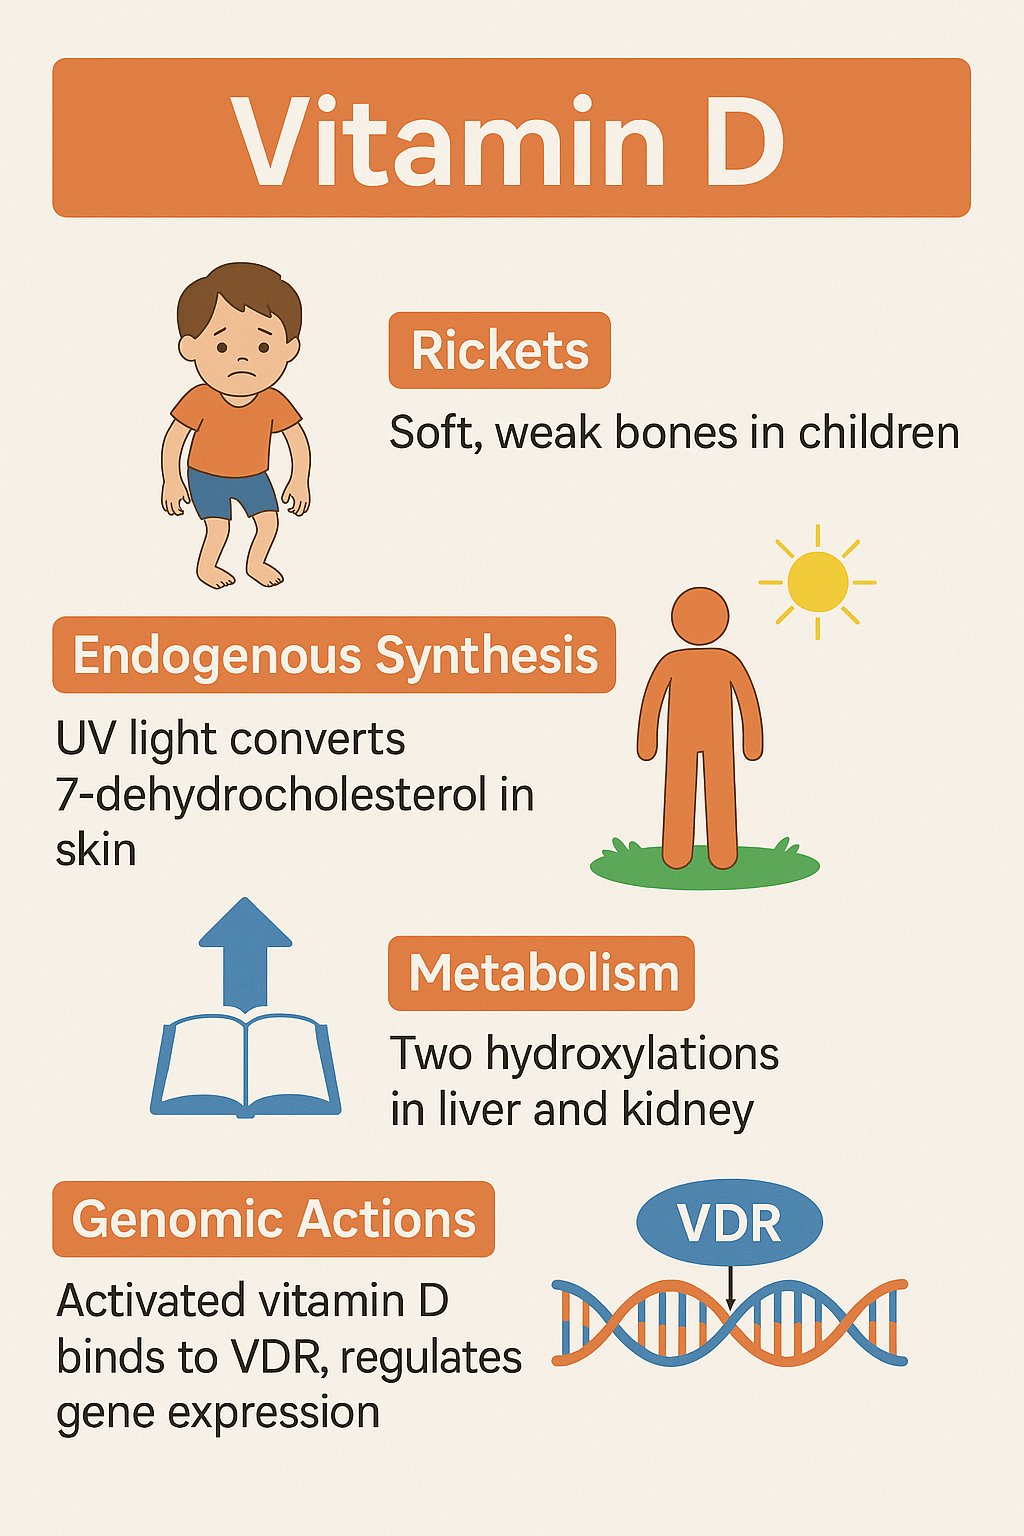 Vitamin D
Rickets
Soft, weak bones in children
Endogenous Synthesis
UV light converts
7-dehydrocholesterol in
skin
Metabolism
Two hydroxylations
in liver and kidney
Genomic Actions
Activated vitamin D
binds to VDR, regulates
gene expression
VDR